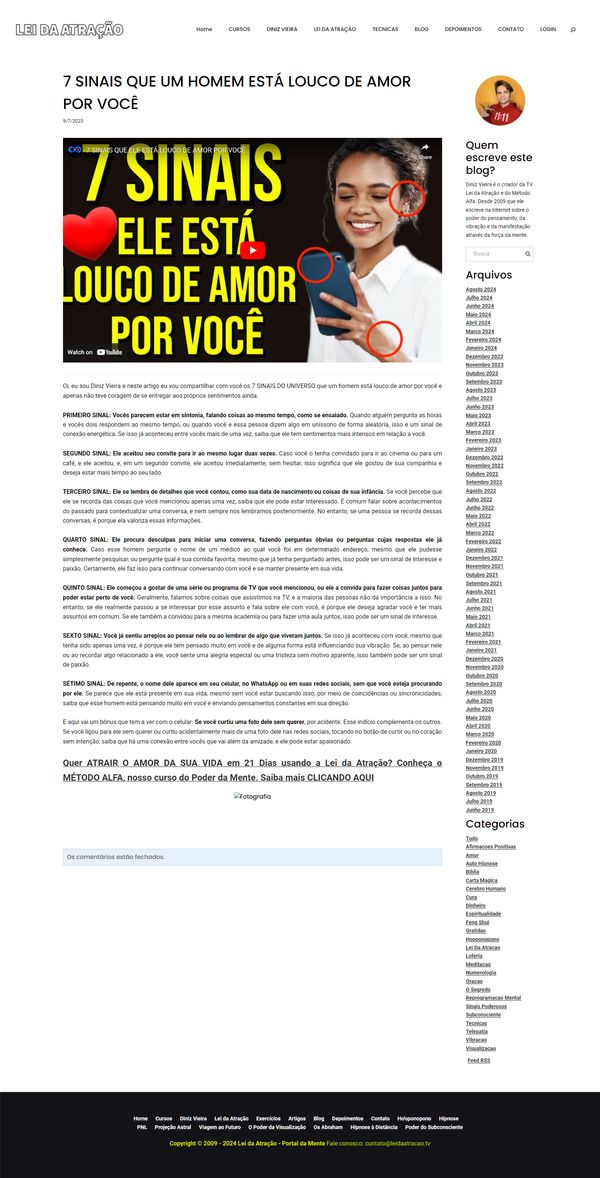 LEI DA ATRAÇÃO
Home CURSOS DINIZ VIEIRA LEI DA ATRAÇÃO TECNICAS BLOG DEPOIMENTOS CONTATO LOGIN
7 SINAIS QUE UM HOMEM ESTÁ LOUCO DE AMOR
POR VOCÊ
9/7/2023
7 SINAIS QUE ELE ESTÁ LOUCO DE AMOR POR VOCÊ
Share
7 SINAIS
ELE ESTÁ
LOUCO DE AMOR
POR VOCÊ
Watch on YouTube
Oi, eu sou Diniz Vieira e neste artigo eu vou compartilhar com você os 7 SINAIS DO UNIVERSO que um homem está louco de amor por você e
apenas não teve coragem de se entregar aos próprios sentimentos ainda.
PRIMEIRO SINAL: Vocês parecem estar em sintonia, falando coisas ao mesmo tempo, como se ensaiado. Quando alguém pergunta as horas
e vocês dois respondem ao mesmo tempo, ou quando você e essa pessoa dizem algo em uníssono de forma aleatória, isso é um sinal de
conexão energética. Se isso já aconteceu entre vocês mais de uma vez, saiba que ele tem sentimentos mais intensos em relação a você.
SEGUNDO SINAL: Ele aceitou seu convite para ir ao mesmo lugar duas vezes. Caso você o tenha convidado para ir ao cinema ou para um
café, e ele aceitou, e, em um segundo convite, ele aceitou imediatamente, sem hesitar, isso significa que ele gostou de sua companhia e
deseja estar mais tempo ao seu lado.
TERCEIRO SINAL: Ele se lembra de detalhes que você contou, como sua data de nascimento ou coisas de sua infância. Se você percebe que
ele se recorda das coisas que você mencionou apenas uma vez, saiba que ele pode estar interessado. É comum falar sobre acontecimentos
do passado para contextualizar uma conversa, e nem sempre nos lembramos posteriormente. No entanto, se uma pessoa se recorda dessas
conversas, é porque ela valoriza essas informações.
QUARTO SINAL: Ele procura desculpas para iniciar uma conversa, fazendo perguntas óbvias ou perguntas cujas respostas ele já
conhece. Caso esse homem pergunte o nome de um médico ao qual você foi em determinado endereço, mesmo que ele pudesse
simplesmente pesquisar, ou pergunte qual é sua comida favorita, mesmo que já tenha perguntado antes, isso pode ser um sinal de interesse e
paixão. Certamente, ele faz isso para continuar conversando com você e se manter presente em sua vida.
QUINTO SINAL: Ele começou a gostar de uma série ou programa de TV que você mencionou, ou ele a convida para fazer coisas juntos para
poder estar perto de você. Geralmente, falamos sobre coisas que assistimos na TV, e a maioria das pessoas não dá importância a isso. No
entanto, se ele realmente passou a se interessar por esse assunto e fala sobre ele com você, é porque ele deseja agradar você e ter mais
assuntos em comum. Se ele também a convidou para a mesma academia ou para fazer uma aula juntos, isso pode ser um sinal de interesse.
SEXTO SINAL: Você já sentiu arrepios ao pensar nele ou ao lembrar de algo que viveram juntos. Se isso já aconteceu com você, mesmo que
tenha sido apenas uma vez, é porque ele tem pensado muito em você e de alguma forma está influenciando sua vibração. Se, ao pensar nele
ou ao recordar algo relacionado a ele, você sente uma alegria especial ou uma tristeza sem motivo aparente, isso também pode ser um sinal
de paixão.
SÉTIMO SINAL: De repente, o nome dele aparece em seu celular, no WhatsApp ou em suas redes sociais, sem que você esteja procurando
por ele. Se parece que ele está presente em sua vida, mesmo sem você estar buscando isso, por meio de coincidências ou sincronicidades,
saiba que esse homem está pensando muito em você e enviando pensamentos constantes em sua direção.
E aqui vai um bônus que tem a ver com o celular: Se você curtiu uma foto dele sem querer, por acidente. Esse indício complementa os outros.
Se você ligou para ele sem querer ou curtiu acidentalmente mais de uma foto dele nas redes sociais, tocando no botão de curtir ou no coração
sem intenção, saiba que há uma conexão entre vocês que vai além da amizade, e ele pode estar apaixonado.
Quer ATRAIR O AMOR DA SUA VIDA em 21 Dias usando a Lei da Atração? Conheça o
MÉTODO ALFA, nosso curso do Poder da Mente. Saiba mais CLICANDO AQUI
Fotografia
Os comentários estão fechados.
11:11
Quem
escreve este
blog?
Diniz Vieira é o criador da TV
Lei da Atração e do Método
Alfa. Desde 2009 que ele
escreve na Internet sobre o
poder do pensamento, da
vibração e da manifestação
através da força da mente.
Busca
Arquivos
Agosto 2024
Julho 2024
Junho 2024
Maio 2024
Abril 2024
Março 2024
Fevereiro 2024
Janeiro 2024
Dezembro 2023
Novembro 2023
Outubro 2023
Setembro 2023
Agosto 2023
Julho 2023
Junho 2023
Maio 2023
Abril 2023
Março 2023
Fevereiro 2023
Janeiro 2023
Dezembro 2022
Novembro 2022
Outubro 2022
Setembro 2022
Agosto 2022
Julho 2022
Junho 2022
Maio 2022
Abril 2022
Março 2022
Fevereiro 2022
Janeiro 2022
Dezembro 2021
Novembro 2021
Outubro 2021
Setembro 2021
Agosto 2021
Julho 2021
Junho 2021
Maio 2021
Abril 2021
Março 2021
Fevereiro 2021
Janeiro 2021
Dezembro 2020
Novembro 2020
Outubro 2020
Setembro 2020
Agosto 2020
Julho 2020
Junho 2020
Maio 2020
Abril 2020
Março 2020
Fevereiro 2020
Janeiro 2020
Dezembro 2019
Novembro 2019
Outubro 2019
Setembro 2019
Agosto 2019
Julho 2019
Junho 2019
Categorias
Tudo
Afirmacoes Positivas
Amor
Auto Hipnose
Biblia
Carta Magica
Cerebro Humano
Cura
Dinheiro
Espiritualidade
Feng Shui
Gratidao
Hooponopono
Lei Da Atracao
Loteria
Meditacao
Numerologia
Oracao
O Segredo
Reprogramacao Mental
Sinais Poderosos
Subconsciente
Tecnicas
Telepatia
Vibracao
Visualizacao
Feed RSS
Home Cursos Diniz Vieira Lei da Atração Exercícios Artigos Blog Depoimentos Contato Ho'oponopono Hipnose
PNL Projeção Astral Viagem ao Futuro O Poder da Visualização Os Abraham Hipnose à Distância Poder do Subconsciente
Copyright © 2009 - 2024 Lei da Atração - Portal da Mente Fale conosco: contato@leidaatracao.tv